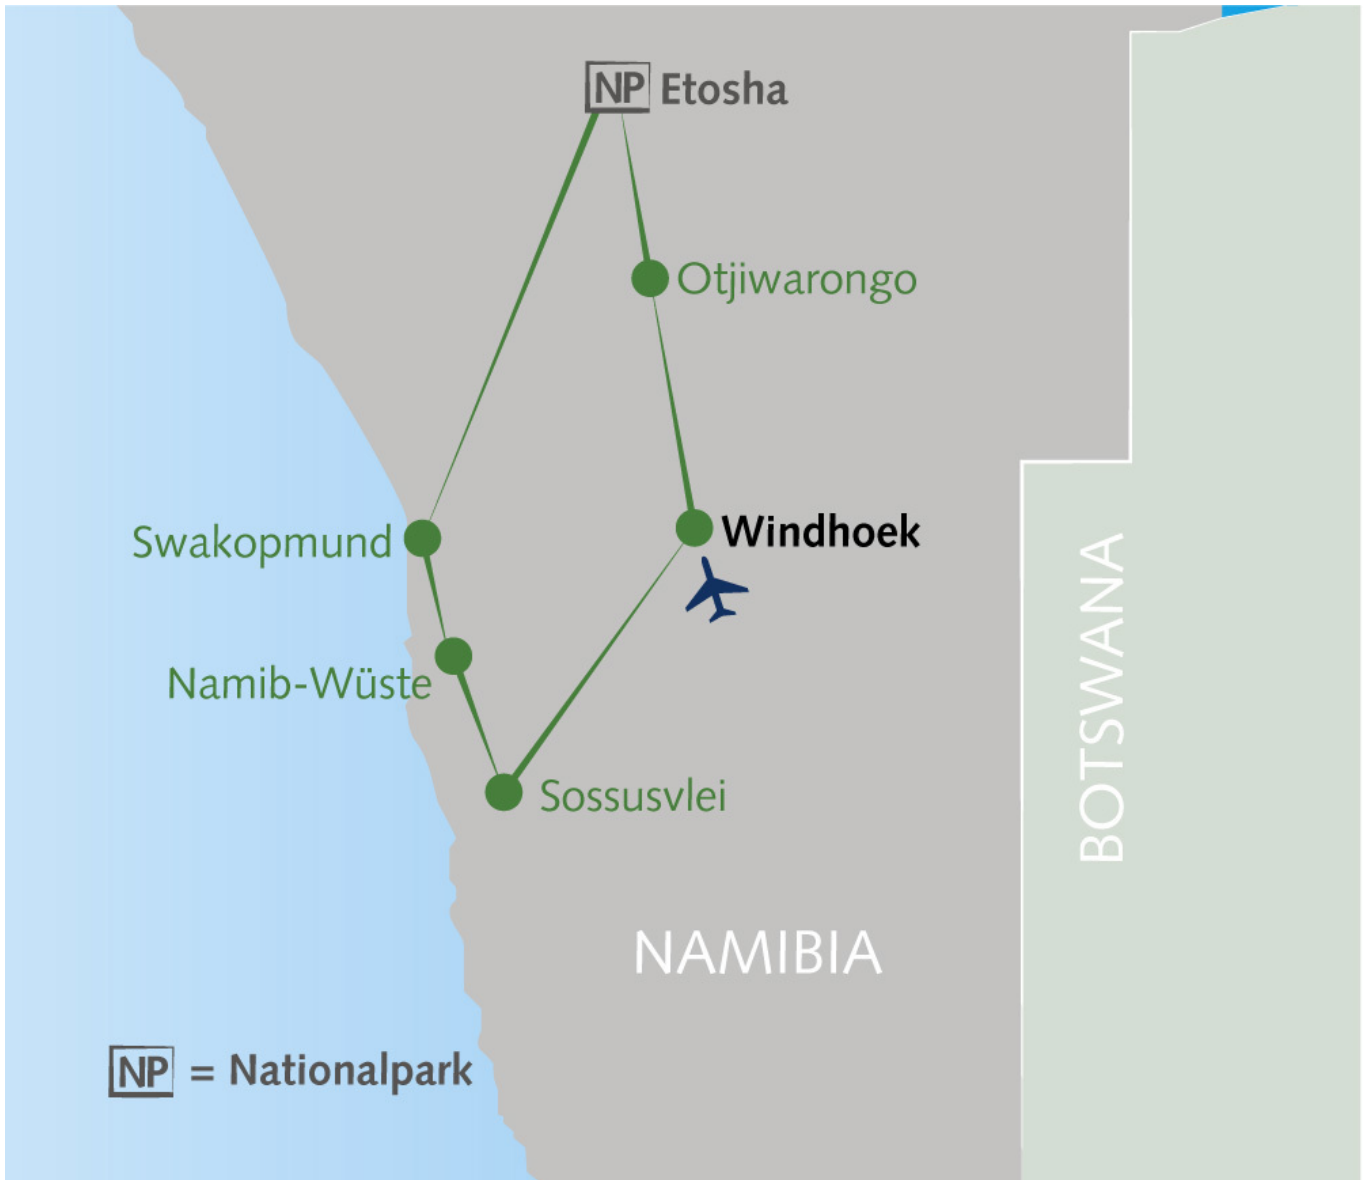 NP Etosha
Otjiwarongo
Swakopmund
Windhoek
Namib-Wüste
Sossusvlei
BOTSWANA
NAMIBIA
NP = Nationalpark